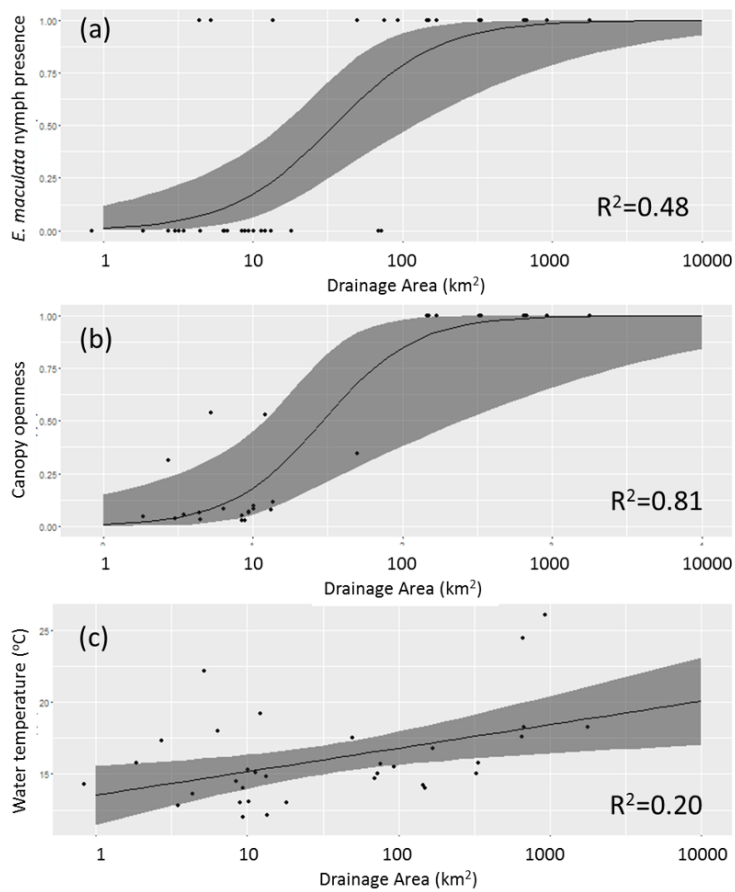 (a)
E. maculata nymph presence
1.00
0.75
0.50
0.25
0.00
R²=0.48
1 10 100 1000 10000
Drainage Area (km²)
(b)
Canopy openness
1.00
0.75
0.50
0.25
0.00
R²=0.81
1 10 100 1000 10000
Drainage Area (km²)
(c)
Water temperature (°C)
25
20
15
R²=0.20
1 10 100 1000 10000
Drainage Area (km²)